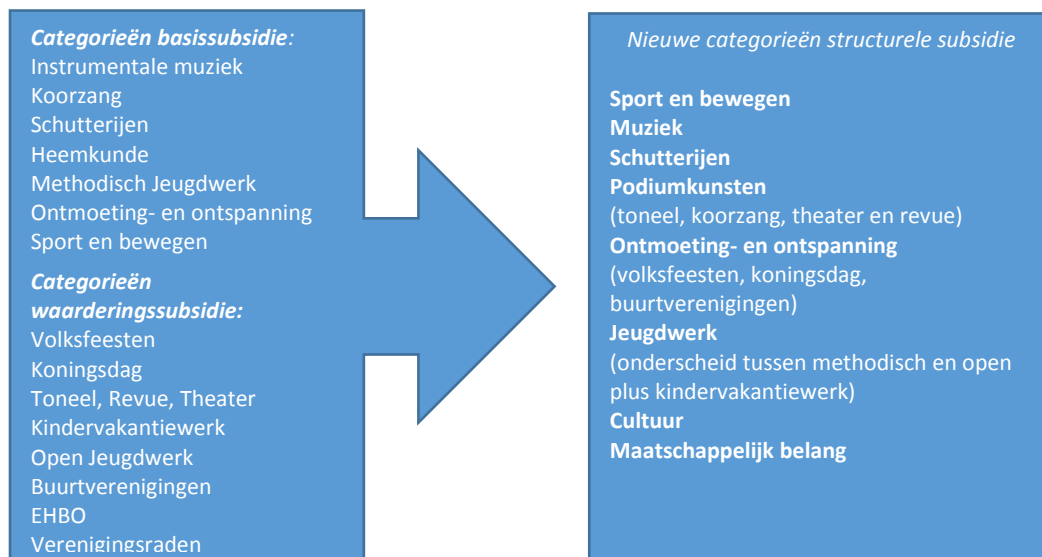 Categorieën basissubsidie:
Instrumentale muziek
Koorzang
Schutterijen
Heemkunde
Methodisch Jeugdwerk
Ontmoeting- en ontspanning
Sport en bewegen
Categorieën
waarderingssubsidie:
Volksfeesten
Koningsdag
Toneel, Revue, Theater
Kindervakantiewerk
Open Jeugdwerk
Buurtverenigingen
EHBO
Verenigingsraden
Nieuwe categorieën structurele subsidie
Sport en bewegen
Muziek
Schutterijen
Podiumkunsten
(toneel, koorzang, theater en revue)
Ontmoeting- en ontspanning
(volksfeesten, koningsdag,
buurtverenigingen)
Jeugdwerk
(onderscheid tussen methodisch en open
plus kindervakantiewerk)
Cultuur
Maatschappelijk belang